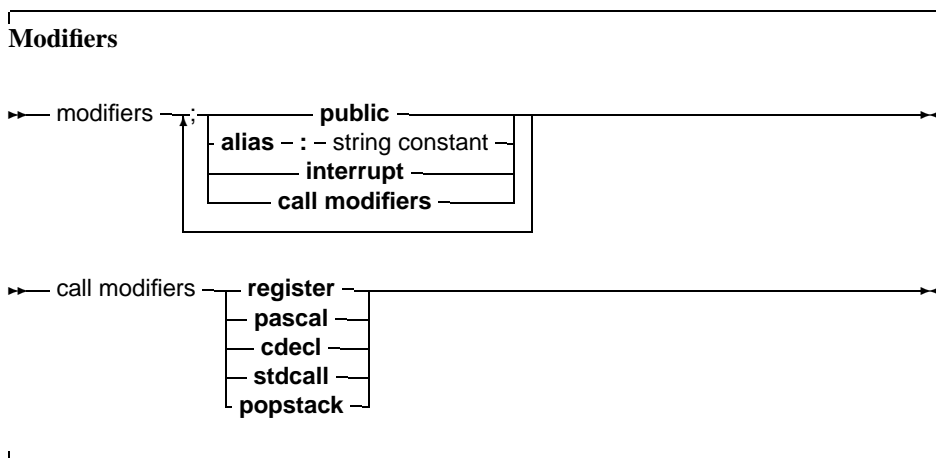 Modifiers
modifiers ; public
alias : string constant
interrupt
call modifiers
call modifiers register
pascal
cdecl
stdcall
popstack